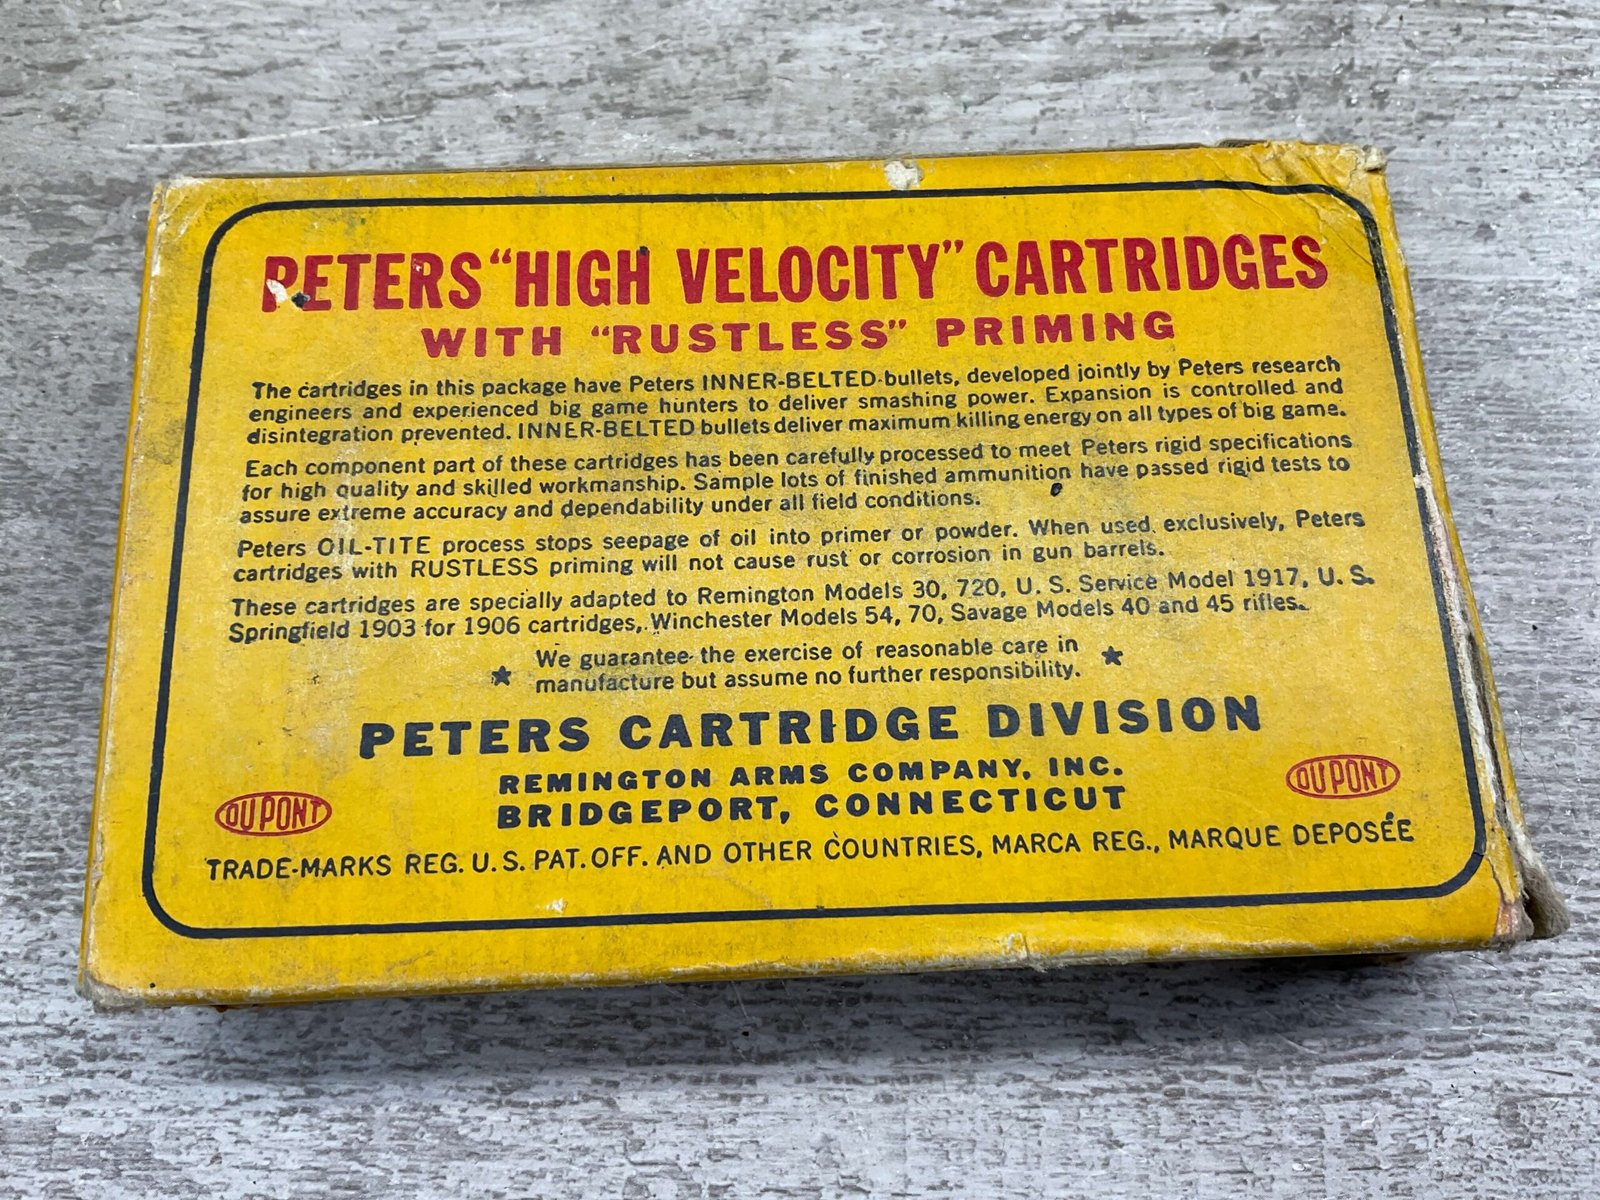 PETERS "HIGH VELOCITY" CARTRIDGES
WITH "RUSTLESS" PRIMING
The cartridges in this package have Peters INNER-BELTED bullets, developed jointly by Peters research
engineers and experienced big game hunters to deliver smashing power. Expansion is controlled and
disintegration prevented. INNER-BELTED bullets deliver maximum killing energy on all types of big game.
Each component part of these cartridges has been carefully processed to meet Peters rigid specifications
for high quality and skilled workmanship. Sample lots of finished ammunition have passed rigid tests to
assure extreme accuracy and dependability under all field conditions.
Peters OIL-TITE process stops seepage of oil into primer or powder. When used exclusively, Peters
cartridges with RUSTLESS priming will not cause rust or corrosion in gun barrels.
These cartridges are specially adapted to Remington Models 30, 720, U. S. Service Model 1917, U. S.
Springfield 1903 for 1906 cartridges, Winchester Models 54, 70, Savage Models 40 and 45 rifles.
★ We guarantee the exercise of reasonable care in ★
manufacture but assume no further responsibility.
PETERS CARTRIDGE DIVISION
REMINGTON ARMS COMPANY, INC.
BRIDGEPORT, CONNECTICUT
DU PONT
DU PONT
TRADE-MARKS REG. U.S. PAT. OFF. AND OTHER COUNTRIES, MARCA REG., MARQUE DEPOSÉE